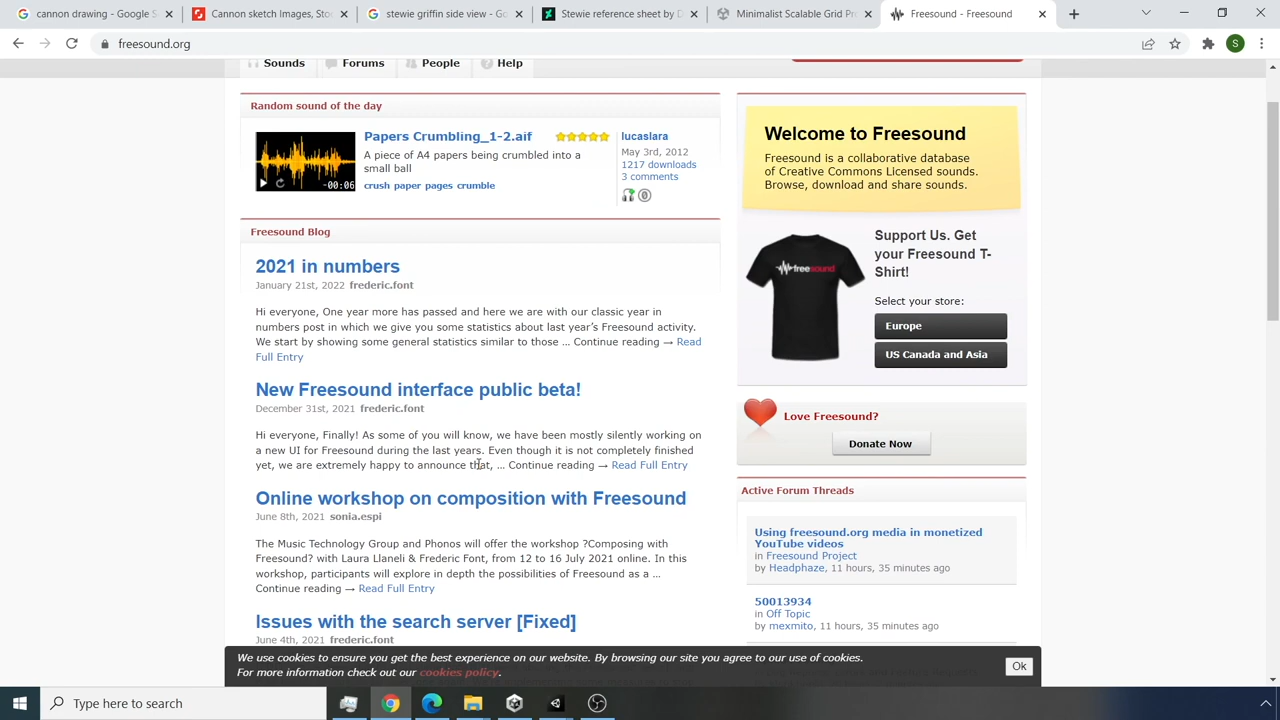 cannon drawing - Google S
Cannon sketch Images, Stoc
stewie griffin side view - Go
Stewie reference sheet by D
Minimalist Scalable Grid Pr
Freesound - Freesound
freesound.org
S
Sounds
Forums
People
Help
Random sound of the day
Papers Crumbling_1-2.aif
A piece of A4 papers being crumbled into a
small ball
crush paper pages crumble
-00:06
lucaslara
May 3rd, 2012
1217 downloads
3 comments
Freesound Blog
2021 in numbers
January 21st, 2022 frederic.font
Hi everyone, One year more has passed and here we are with our classic year in
numbers post in which we give you some statistics about last year's Freesound activity.
We start by showing some general statistics similar to those … Continue reading → Read
Full Entry
New Freesound interface public beta!
December 31st, 2021 frederic.font
Hi everyone, Finally! As some of you will know, we have been mostly silently working on
a new UI for Freesound during the last years. Even though it is not completely finished
yet, we are extremely happy to announce that, … Continue reading → Read Full Entry
Online workshop on composition with Freesound
June 8th, 2021 sonia.espi
The Music Technology Group and Phonos will offer the workshop ?Composing with
Freesound? with Laura Llaneli & Frederic Font, from 12 to 16 July 2021 online. In this
workshop, participants will explore in depth the possibilities of Freesound as a …
Continue reading → Read Full Entry
Issues with the search server [Fixed]
June 4th, 2021 frederic.font
Welcome to Freesound
Freesound is a collaborative database
of Creative Commons Licensed sounds.
Browse, download and share sounds.
freesound
Support Us. Get
your Freesound T-
Shirt!
Select your store:
Europe
US Canada and Asia
Love Freesound?
Donate Now
Active Forum Threads
Using freesound.org media in monetized
YouTube videos
in Freesound Project
by Headphaze, 11 hours, 35 minutes ago
50013934
in Off Topic
by mexmito, 11 hours, 35 minutes ago
We use cookies to ensure you get the best experience on our website. By browsing our site you agree to our use of cookies.
For more information check out our cookies policy.
Ok
Type here to search